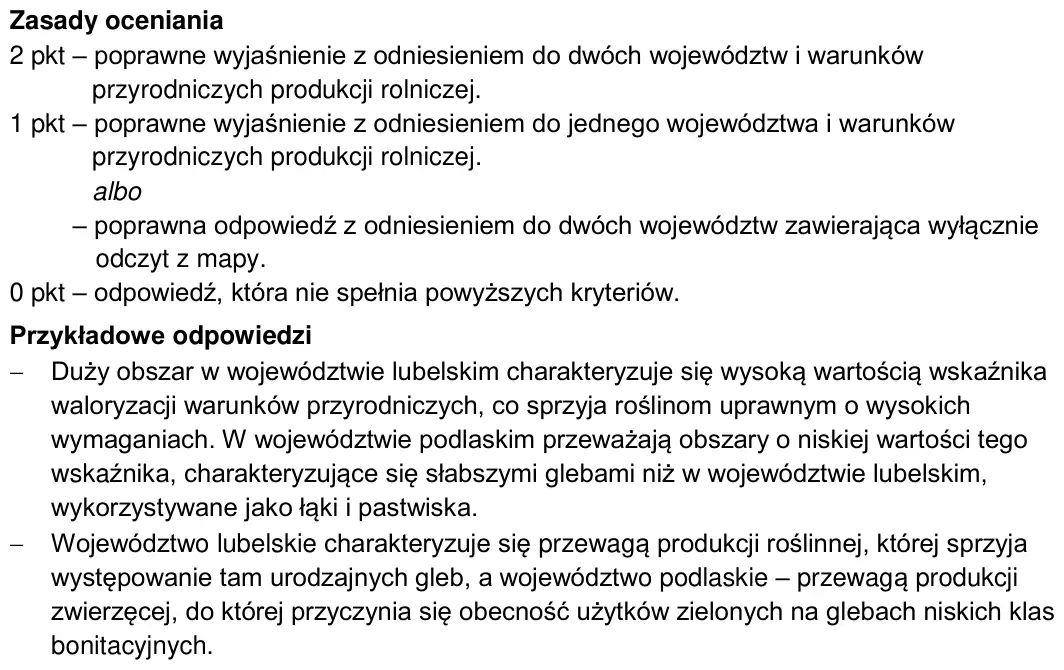 Zasady oceniania
2 pkt – poprawne wyjaśnienie z odniesieniem do dwóch województw i warunków
przyrodniczych produkcji rolniczej.
1 pkt – poprawne wyjaśnienie z odniesieniem do jednego województwa i warunków
przyrodniczych produkcji rolniczej.
albo
– poprawna odpowiedź z odniesieniem do dwóch województw zawierająca wyłącznie
odczyt z mapy.
0 pkt – odpowiedź, która nie spełnia powyższych kryteriów.
Przykładowe odpowiedzi
– Duży obszar w województwie lubelskim charakteryzuje się wysoką wartością wskaźnika
waloryzacji warunków przyrodniczych, co sprzyja roślinom uprawnym o wysokich
wymaganiach. W województwie podlaskim przeważają obszary o niskiej wartości tego
wskaźnika, charakteryzujące się słabszymi glebami niż w województwie lubelskim,
wykorzystywane jako łąki i pastwiska.
– Województwo lubelskie charakteryzuje się przewagą produkcji roślinnej, której sprzyja
występowanie tam urodzajnych gleb, a województwo podlaskie – przewagą produkcji
zwierzęcej, do której przyczynia się obecność użytków zielonych na glebach niskich klas
bonitacyjnych.